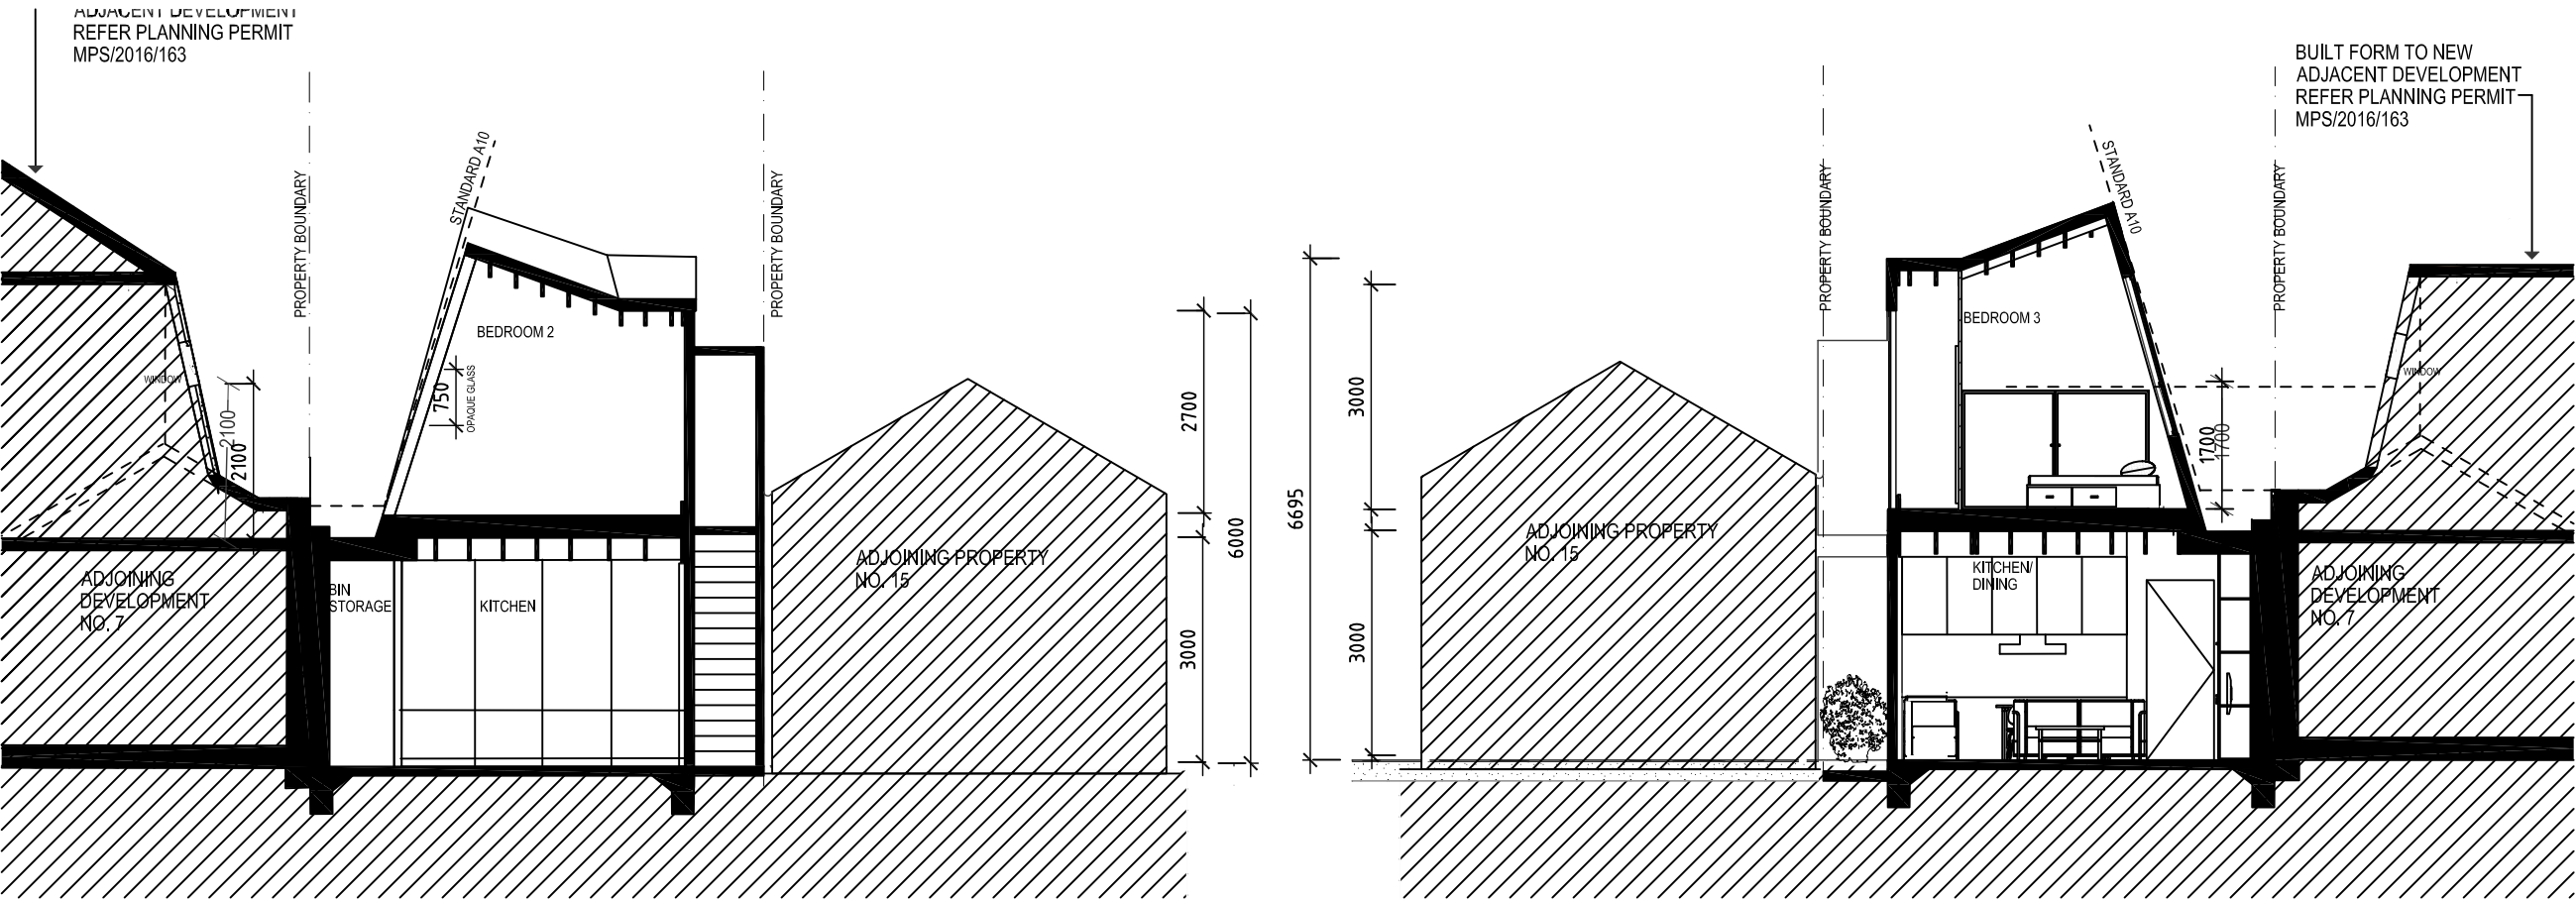 ADJACENT DEVELOPMENT
REFER PLANNING PERMIT
MPS/2016/163
PROPERTY BOUNDARY
STANDARD A10
PROPERTY BOUNDARY
BEDROOM 2
750
OPAQUE GLASS
WINDOW
2100
2100
ADJOINING
DEVELOPMENT
NO. 7
BIN
STORAGE
KITCHEN
ADJOINING PROPERTY
NO. 15
2700
3000
6000
BUILT FORM TO NEW
ADJACENT DEVELOPMENT
REFER PLANNING PERMIT
MPS/2016/163
PROPERTY BOUNDARY
STANDARD A10
PROPERTY BOUNDARY
6695
3000
3000
BEDROOM 3
1700
1700
WINDOW
ADJOINING PROPERTY
NO. 15
KITCHEN/
DINING
ADJOINING
DEVELOPMENT
NO. 7